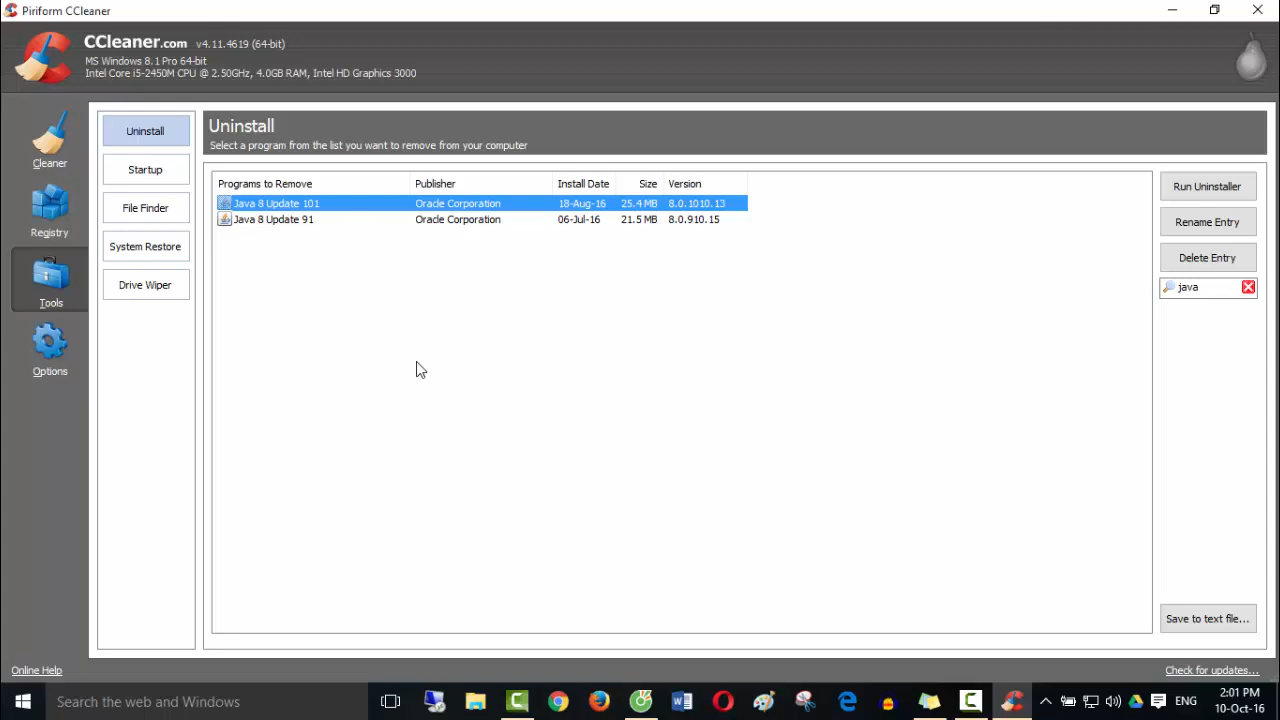 Piriform CCleaner
CCleaner.com v4.11.4619 (64-bit)
MS Windows 8.1 Pro 64-bit
Intel Core i5-2450M CPU @ 2.50GHz, 4.0GB RAM, Intel HD Graphics 3000
Cleaner
Registry
Tools
Options
Uninstall
Startup
File Finder
System Restore
Drive Wiper
Uninstall
Select a program from the list you want to remove from your computer
Programs to Remove Publisher Install Date Size Version
Java 8 Update 101 Oracle Corporation 18-Aug-16 25.4 MB 8.0.1010.13
Java 8 Update 91 Oracle Corporation 06-Jul-16 21.5 MB 8.0.910.15
Run Uninstaller
Rename Entry
Delete Entry
java
Save to text file...
Online Help
Check for updates...
Search the web and Windows
ENG
2:01 PM
10-Oct-16